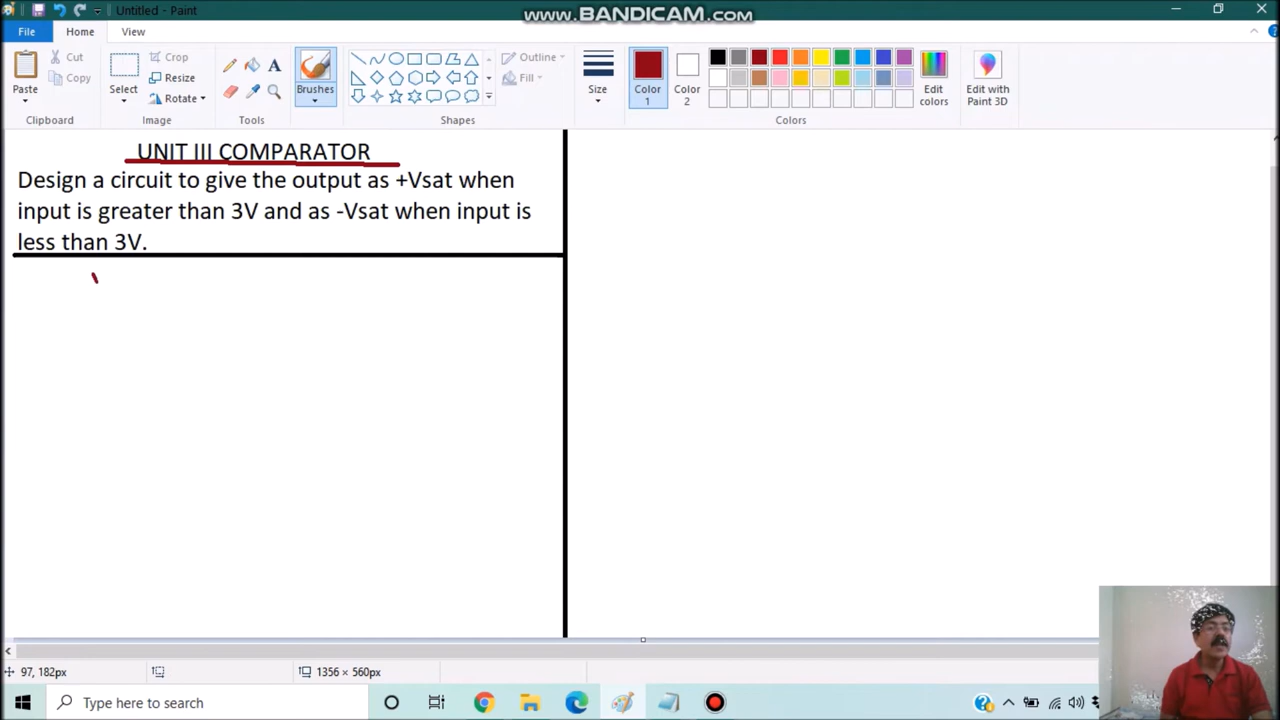 Untitled - Paint
www.BANDICAM.com
File
Home
View
Paste
Cut
Copy
Clipboard
Select
Crop
Resize
Rotate
Image
Tools
Brushes
Outline
Fill
Shapes
Size
Color 1
Color 2
Edit colors
Edit with Paint 3D
Colors
UNIT III COMPARATOR
Design a circuit to give the output as +Vsat when
input is greater than 3V and as -Vsat when input is
less than 3V.
97, 182px
1356 × 560px
Type here to search